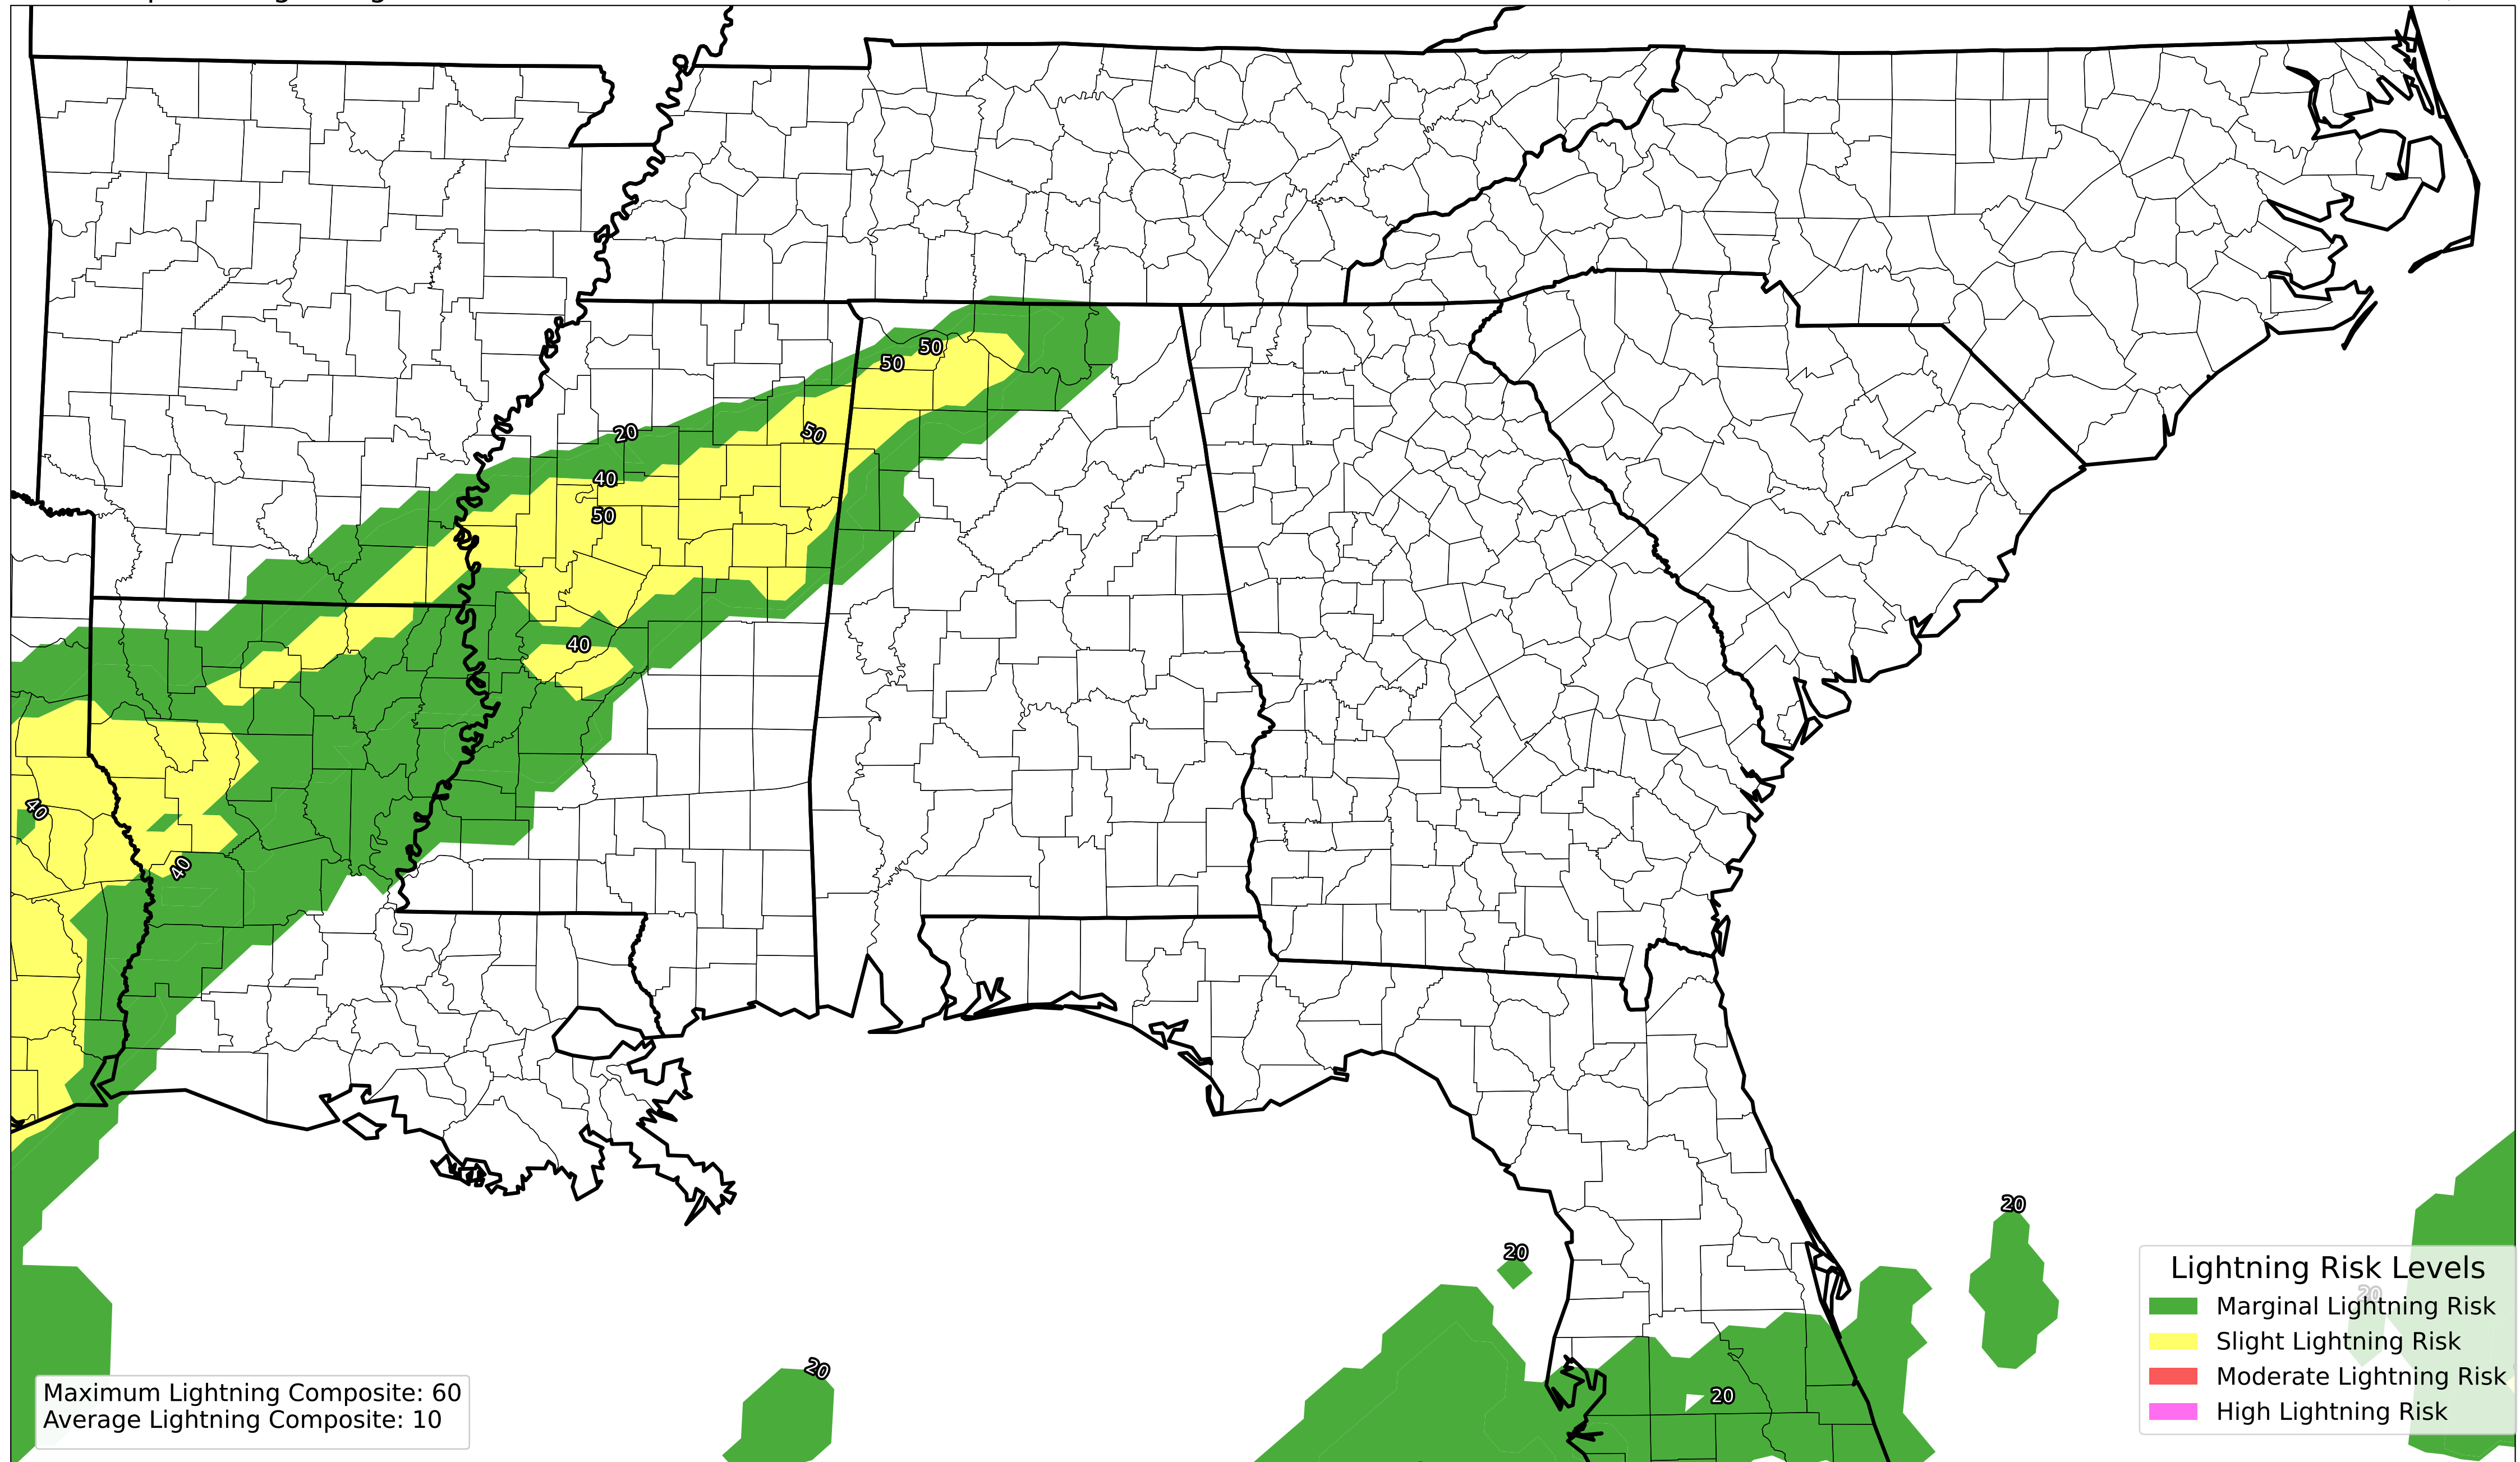 50
50
50
20
40
50
40
40
40
20
20
20
20
20
Lightning Risk Levels
Marginal Lightning Risk
Slight Lightning Risk
Moderate Lightning Risk
High Lightning Risk
Maximum Lightning Composite: 60
Average Lightning Composite: 10